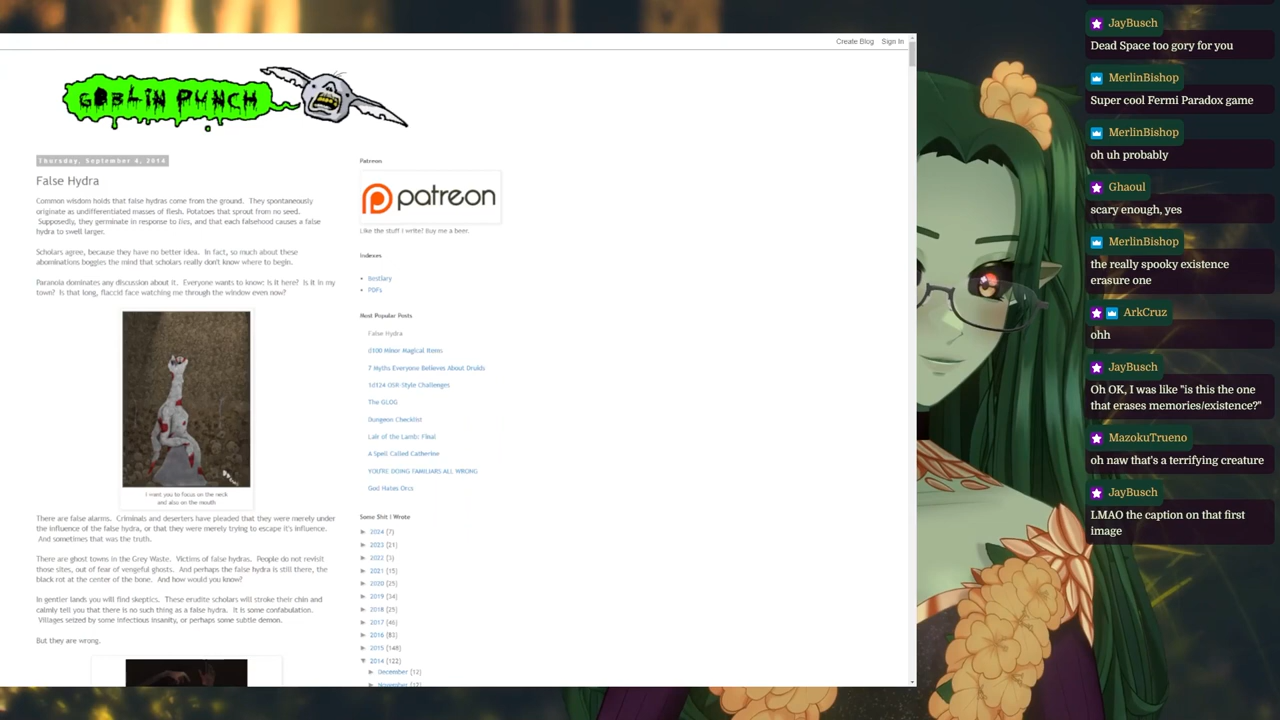 Create Blog Sign In
GOBLIN PUNCH
Thursday, September 4, 2014
False Hydra
Common wisdom holds that false hydras come from the ground. They spontaneously
originate as undifferentiated masses of flesh. Potatoes that sprout from no seed.
Supposedly, they germinate in response to lies, and that each falsehood causes a false
hydra to swell larger.
Scholars agree, because they have no better idea. In fact, so much about these
abominations boggles the mind that scholars really don't know where to begin.
Paranoia dominates any discussion about it. Everyone wants to know: is it here? Is it in my
town? Is that long, flaccid face watching me through the window even now?
I want you to focus on the neck
and also on the mouth
There are false alarms. Criminals and deserters have pleaded that they were merely under
the influence of the false hydra, or that they were merely trying to escape it's influence.
And sometimes that was the truth.
There are ghost towns in the Grey Waste. Victims of false hydras. People do not revisit
those sites, out of fear of vengeful ghosts. And perhaps the false hydra is still there, the
black rot at the center of the bone. And how would you know?
In gentler lands you will find skeptics. These erudite scholars will stroke their chin and
calmly tell you that there is no such thing as a false hydra. It is some confabulation.
Villages seized by some infectious insanity, or perhaps some subtle demon.
But they are wrong.
Patreon
patreon
Like the stuff I write? Buy me a beer.
Indexes
Bestiary
PDFs
Most Popular Posts
False Hydra
d100 Minor Magical Items
7 Myths Everyone Believes About Druids
1d124 OSR-Style Challenges
The GLOG
Dungeon Checklist
Lair of the Lamb: Final
A Spell Called Catherine
YOU'RE DOING FAMILIARS ALL WRONG
God Hates Orcs
Some Shit I Wrote
► 2024 (7)
► 2023 (21)
► 2022 (3)
► 2021 (15)
► 2020 (25)
► 2019 (34)
► 2018 (25)
► 2017 (46)
► 2016 (83)
► 2015 (148)
▼ 2014 (122)
► December (12)
► November
JayBusch
Dead Space too gory for you
MerlinBishop
Super cool Fermi Paradox game
MerlinBishop
oh uh probably
Ghaoul
scary enough, yes
MerlinBishop
the really spooky existence
erasure one
ArkCruz
ohh
JayBusch
Oh OK, I was like "is this the one
that erases memory/existace?"
MazokuTrueno
now that's a terrifier creature
JayBusch
LMAO the caption on that first
image